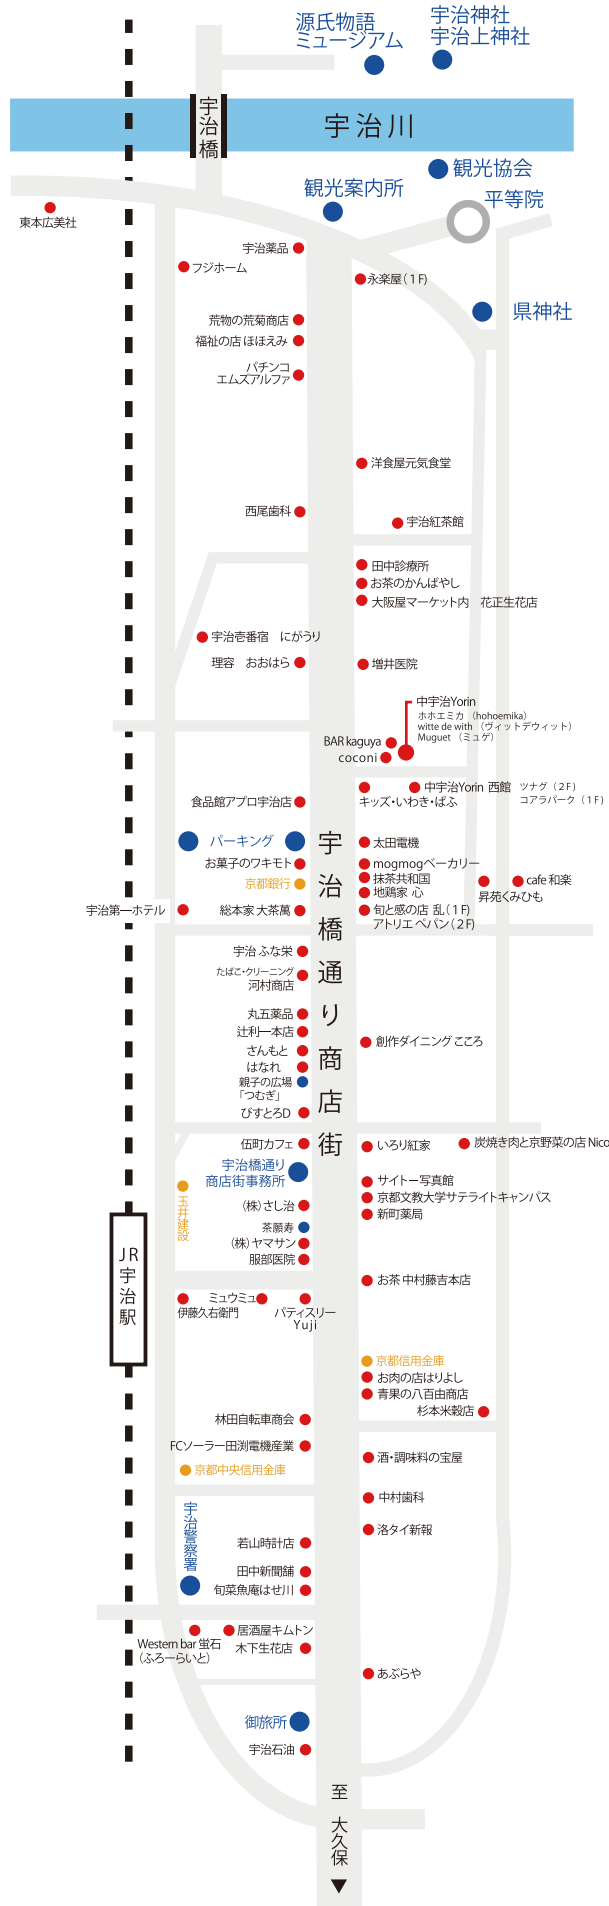 源氏物語
ミュージアム
宇治神社
宇治上神社
宇治橋
宇治川
観光協会
観光案内所
平等院
東本広美社
宇治薬品
フジホーム
永楽屋（1F）
県神社
荒物の荒菊商店
福祉の店 ほほえみ
パチンコ
エムズアルファ
洋食屋元気食堂
西尾歯科
宇治紅茶館
田中診療所
お茶のかんばやし
大阪屋マーケット内　花正生花店
宇治壱番宿　にがうり
理容　おおはら
増井医院
中宇治Yorin
ホホエミカ （hohoemika）
witte de with （ヴィットデウィット）
Muguet （ミュゲ）
BAR kaguya
coconi
中宇治Yorin 西館
ツナグ（2F）
コアラパーク（1F）
キッズ・いわき・ぱふ
食品館アプロ宇治店
宇治橋通り商店街
パーキング
太田電機
お菓子のワキモト
mogmogベーカリー
京都銀行
抹茶共和国
地鶏家 心
cafe 和楽
昇苑くみひも
宇治第一ホテル
総本家 大茶萬
旬と感の店 乱（1F）
アトリエ ペパン（2F）
宇治 ふな栄
たばこ・クリーニング
河村商店
丸五薬品
辻利一本店
創作ダイニング こころ
さんもと
はなれ
親子の広場
「つむぎ」
びすとろD
伍町カフェ
いろり紅家
炭焼き肉と京野菜の店 Nico
宇治橋通り
商店街事務所
サイトー写真館
玉井建設
京都文教大学サテライトキャンパス
（株）さし治
新町薬局
茶願寿
（株）ヤマサン
服部医院
JR宇治駅
お茶 中村藤吉本店
ミュウミュ
伊藤久右衛門
パティスリー
Yuji
京都信用金庫
お肉の店はりよし
青果の八百由商店
杉本米穀店
林田自転車商会
FCソーラー田渕電機産業
酒・調味料の宝屋
京都中央信用金庫
中村歯科
宇治警察署
洛タイ新報
若山時計店
田中新聞舗
旬菜魚庵はせ川
居酒屋キムトン
Western bar 蛍石
（ふろーらいと）
木下生花店
あぶらや
御旅所
宇治石油
至 大久保